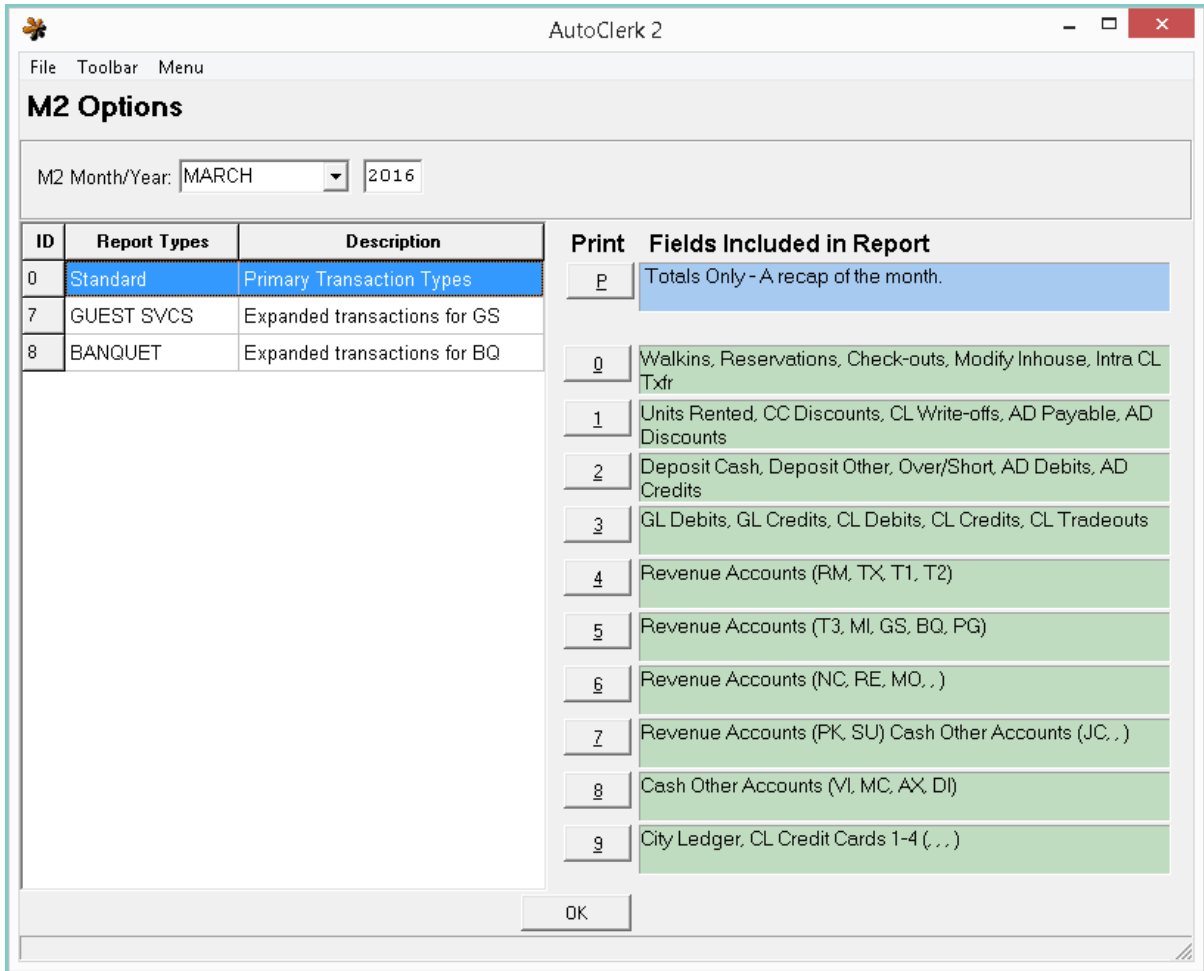 AutoClerk 2
File Toolbar Menu
M2 Options
M2 Month/Year: MARCH 2016
ID Report Types Description
0 Standard Primary Transaction Types
7 GUEST SVCS Expanded transactions for GS
8 BANQUET Expanded transactions for BQ
Print Fields Included in Report
P Totals Only - A recap of the month.
0 Walkins, Reservations, Check-outs, Modify Inhouse, Intra CL
Txfr
1 Units Rented, CC Discounts, CL Write-offs, AD Payable, AD
Discounts
2 Deposit Cash, Deposit Other, Over/Short, AD Debits, AD
Credits
3 GL Debits, GL Credits, CL Debits, CL Credits, CL Tradeouts
4 Revenue Accounts (RM, TX, T1, T2)
5 Revenue Accounts (T3, MI, GS, BQ, PG)
6 Revenue Accounts (NC, RE, MO, , )
7 Revenue Accounts (PK, SU) Cash Other Accounts (JC, , )
8 Cash Other Accounts (VI, MC, AX, DI)
9 City Ledger, CL Credit Cards 1-4 (, , , )
OK